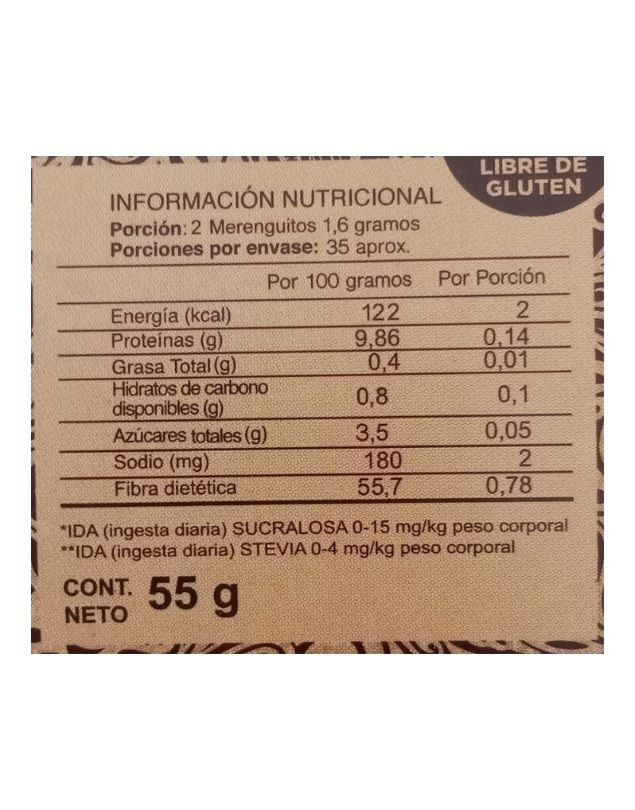 LIBRE DE
GLUTEN
INFORMACIÓN NUTRICIONAL
Porción: 2 Merenguitos 1,6 gramos
Porciones por envase: 35 aprox.
Por 100 gramos Por Porción
Energía (kcal) 122 2
Proteínas (g) 9,86 0,14
Grasa Total (g) 0,4 0,01
Hidratos de carbono
disponibles (g) 0,8 0,1
Azúcares totales (g) 3,5 0,05
Sodio (mg) 180 2
Fibra dietética 55,7 0,78
*IDA (ingesta diaria) SUCRALOSA 0-15 mg/kg peso corporal
**IDA (ingesta diaria) STEVIA 0-4 mg/kg peso corporal
CONT. NETO 55 g